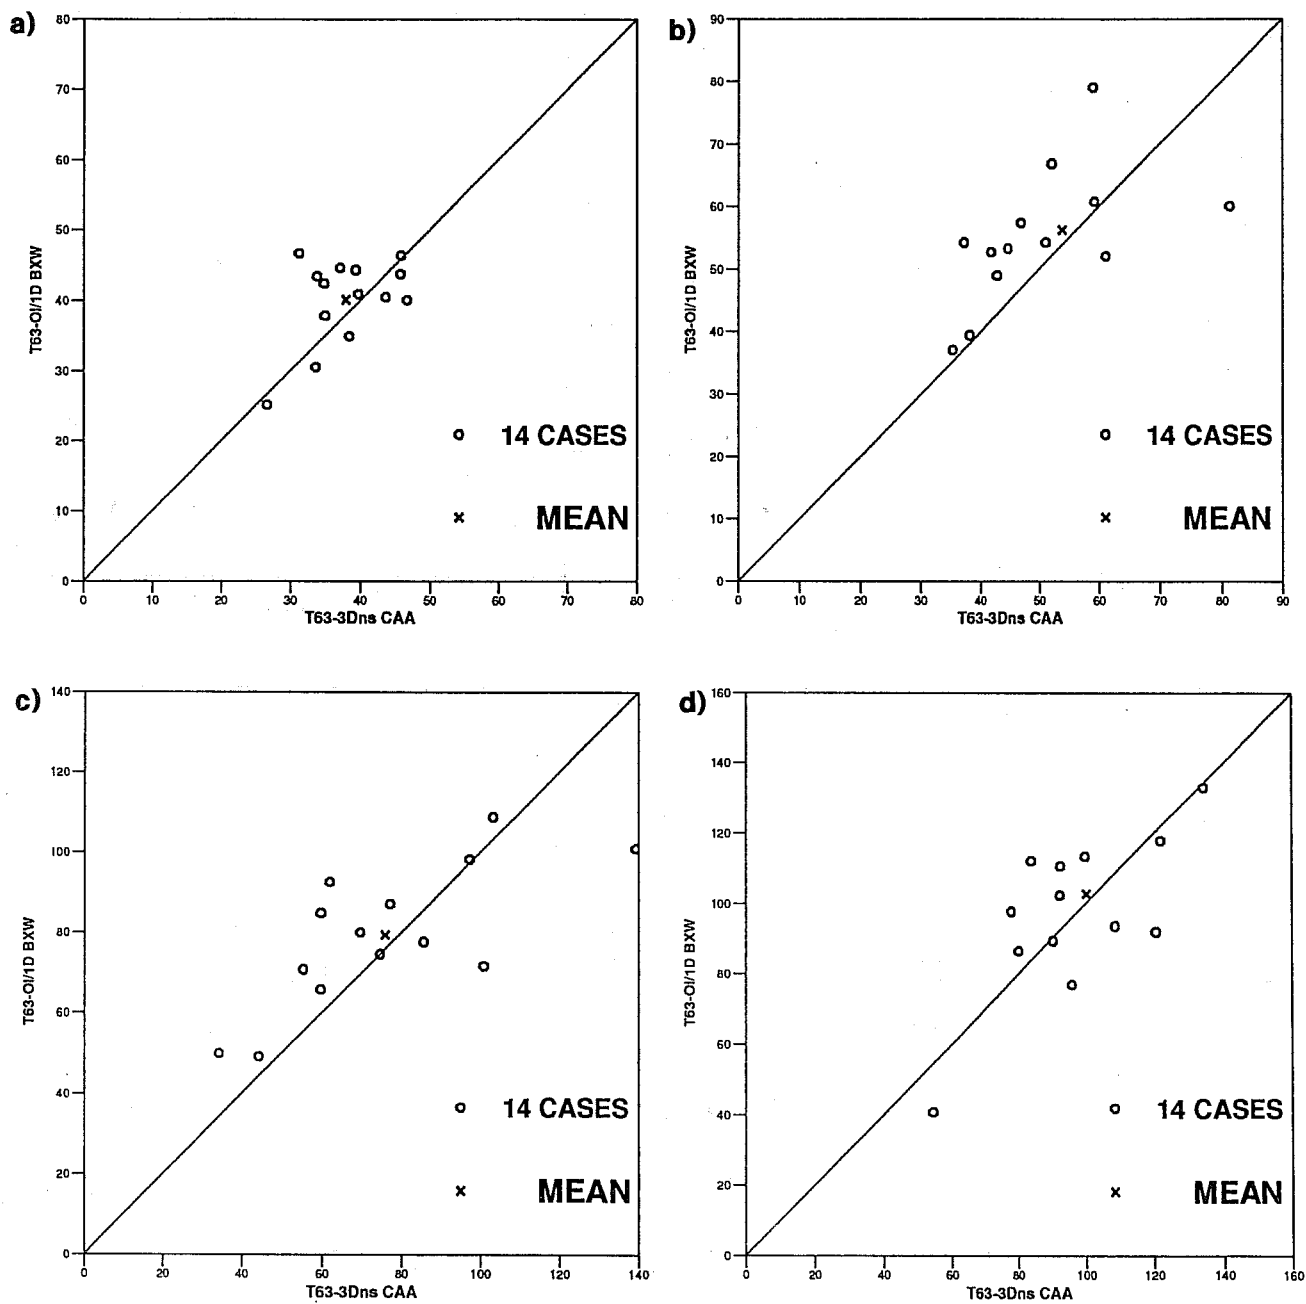 a)
80
70
60
50
40
30
20
10
0
T63-OI/1D BXW
0 10 20 30 40 50 60 70 80
T63-3Dns CAA
14 CASES
MEAN
b)
90
80
70
60
50
40
30
20
10
0
T63-OI/1D BXW
0 10 20 30 40 50 60 70 80 90
T63-3Dns CAA
14 CASES
MEAN
c)
140
120
100
80
60
40
20
0
T63-OI/1D BXW
0 20 40 60 80 100 120 140
T63-3Dns CAA
14 CASES
MEAN
d)
160
140
120
100
80
60
40
20
0
T63-OI/1D BXW
0 20 40 60 80 100 120 140 160
T63-3Dns CAA
14 CASES
MEAN